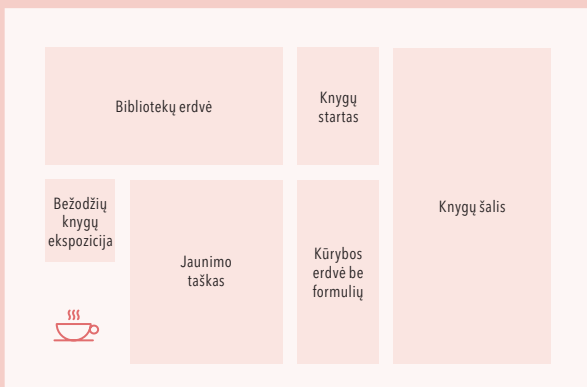 Bibliotekų erdvė
Knygų
startas
Knygų šalis
Bežodžių
knygų
ekspozicija
Jaunimo
taškas
Kūrybos
erdvė be
formulių